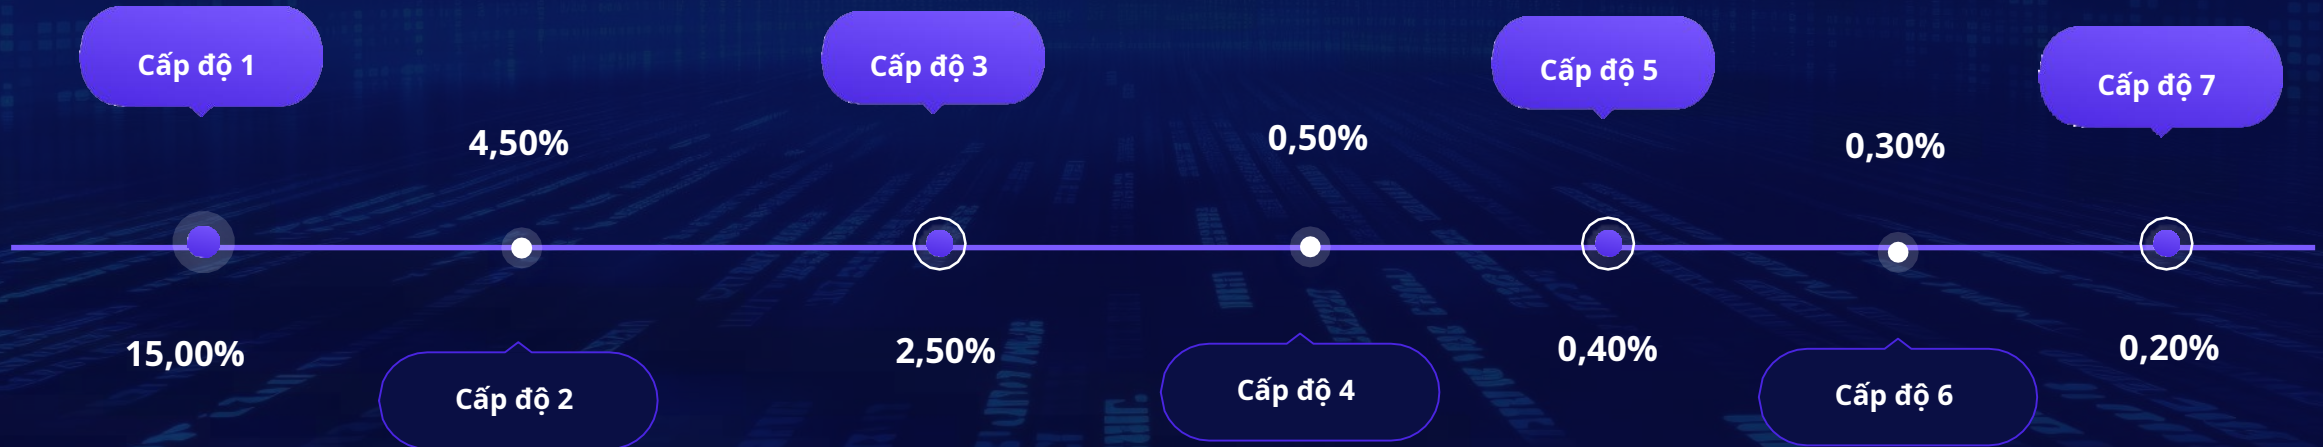 Cấp độ 1
15,00%
4,50%
Cấp độ 2
Cấp độ 3
2,50%
0,50%
Cấp độ 4
Cấp độ 5
0,40%
0,30%
Cấp độ 6
Cấp độ 7
0,20%